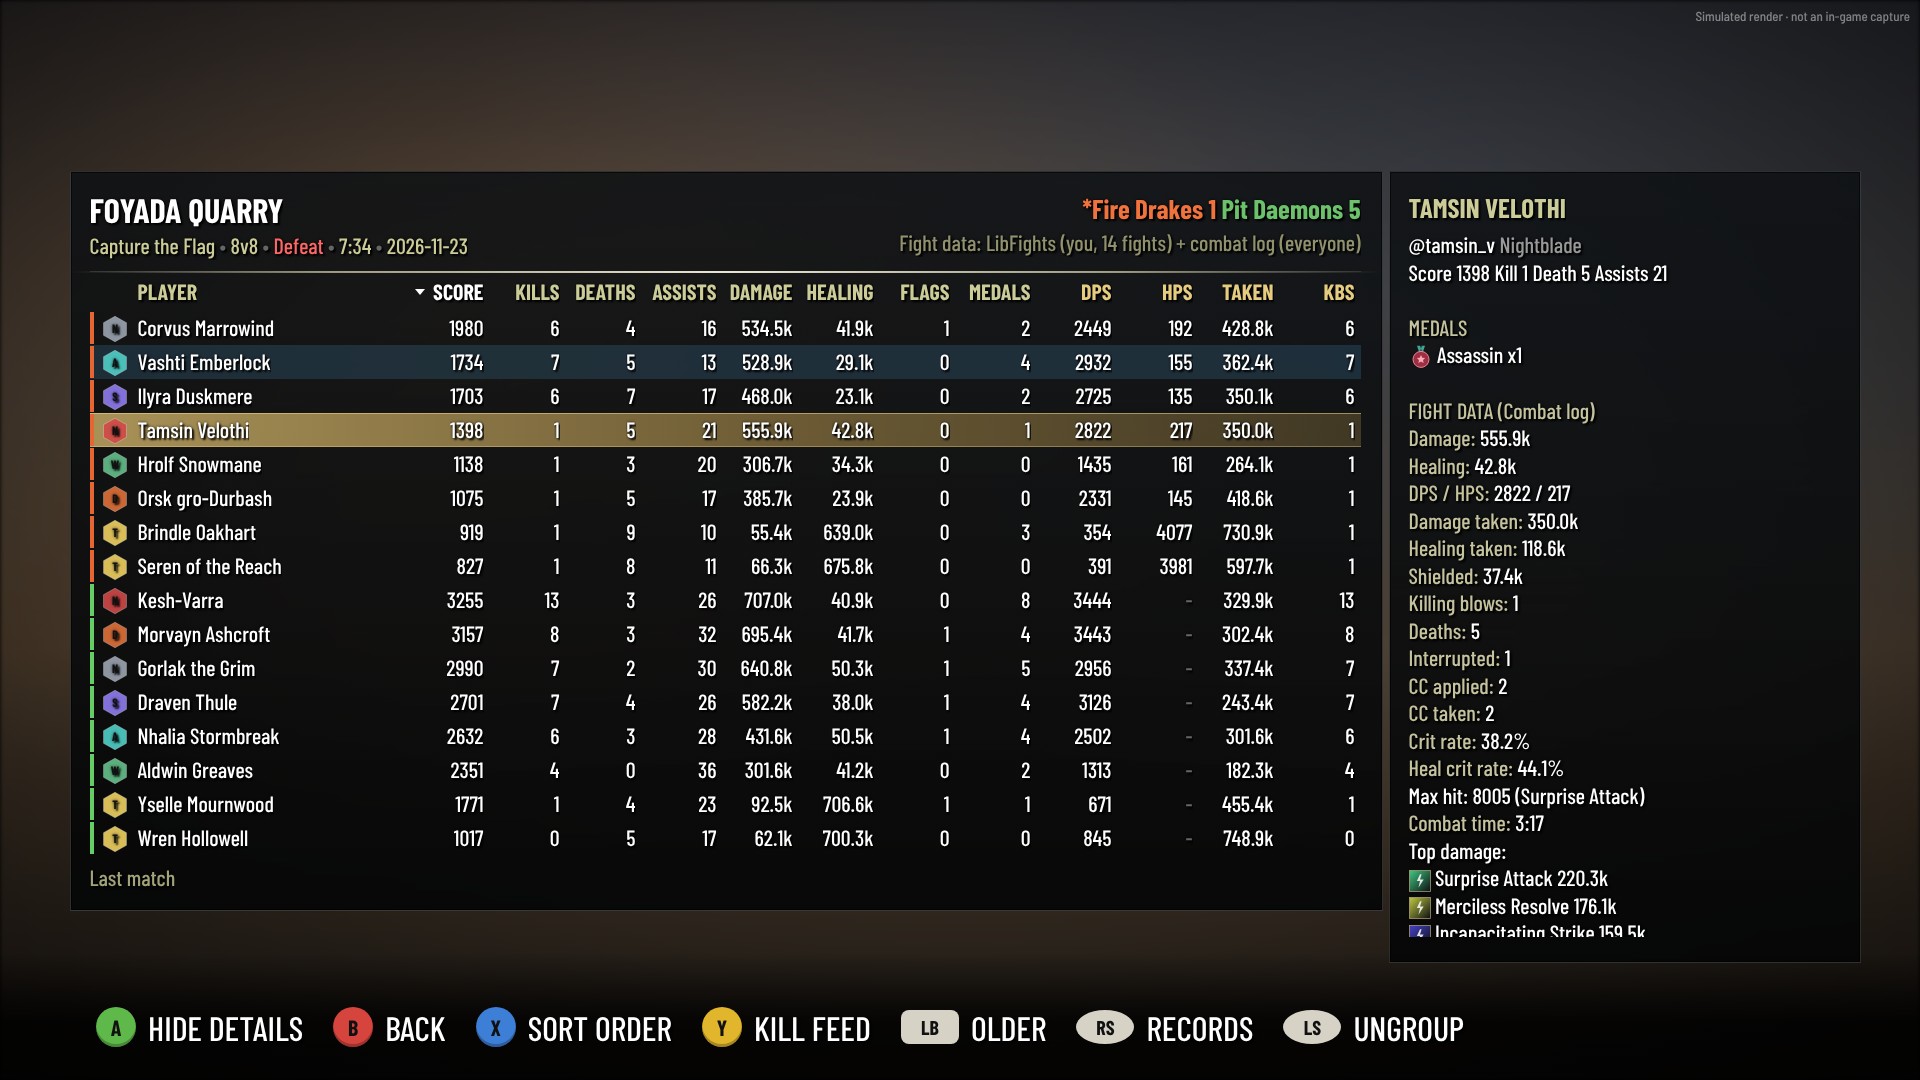 Simulated render · not an in-game capture
FOYADA QUARRY
*Fire Drakes 1 Pit Daemons 5
Capture the Flag • 8v8 • Defeat • 7:34 • 2026-11-23
Fight data: LibFights (you, 14 fights) + combat log (everyone)
PLAYER SCORE KILLS DEATHS ASSISTS DAMAGE HEALING FLAGS MEDALS DPS HPS TAKEN KBS
Corvus Marrowind 1980 6 4 16 534.5k 41.9k 1 2 2449 192 428.8k 6
Vashti Emberlock 1734 7 5 13 528.9k 29.1k 0 4 2932 155 362.4k 7
Ilyra Duskmere 1703 6 7 17 468.0k 23.1k 0 2 2725 135 350.1k 6
Tamsin Velothi 1398 1 5 21 555.9k 42.8k 0 1 2822 217 350.0k 1
Hrolf Snowmane 1138 1 3 20 306.7k 34.3k 0 0 1435 161 264.1k 1
Orsk gro-Durbash 1075 1 5 17 385.7k 23.9k 0 0 2331 145 418.6k 1
Brindle Oakhart 919 1 9 10 55.4k 639.0k 0 3 354 4077 730.9k 1
Seren of the Reach 827 1 8 11 66.3k 675.8k 0 0 391 3981 597.7k 1
Kesh-Varra 3255 13 3 26 707.0k 40.9k 0 8 3444 - 329.9k 13
Morvayn Ashcroft 3157 8 3 32 695.4k 41.7k 1 4 3443 - 302.4k 8
Gorlak the Grim 2990 7 2 30 640.8k 50.3k 1 5 2956 - 337.4k 7
Draven Thule 2701 7 4 26 582.2k 38.0k 1 4 3126 - 243.4k 7
Nhalia Stormbreak 2632 6 3 28 431.6k 50.5k 1 4 2502 - 301.6k 6
Aldwin Greaves 2351 4 0 36 301.6k 41.2k 0 2 1313 - 182.3k 4
Yselle Mournwood 1771 1 4 23 92.5k 706.6k 1 1 671 - 455.4k 1
Wren Hollowell 1017 0 5 17 62.1k 700.3k 0 0 845 - 748.9k 0
Last match
TAMSIN VELOTHI
@tamsin_v Nightblade
Score 1398 Kill 1 Death 5 Assists 21
MEDALS
Assassin x1
FIGHT DATA (Combat log)
Damage: 555.9k
Healing: 42.8k
DPS / HPS: 2822 / 217
Damage taken: 350.0k
Healing taken: 118.6k
Shielded: 37.4k
Killing blows: 1
Deaths: 5
Interrupted: 1
CC applied: 2
CC taken: 2
Crit rate: 38.2%
Heal crit rate: 44.1%
Max hit: 8005 (Surprise Attack)
Combat time: 3:17
Top damage:
Surprise Attack 220.3k
Merciless Resolve 176.1k
Incapacitating Strike 159.5k
A HIDE DETAILS B BACK X SORT ORDER Y KILL FEED LB OLDER RS RECORDS LS UNGROUP